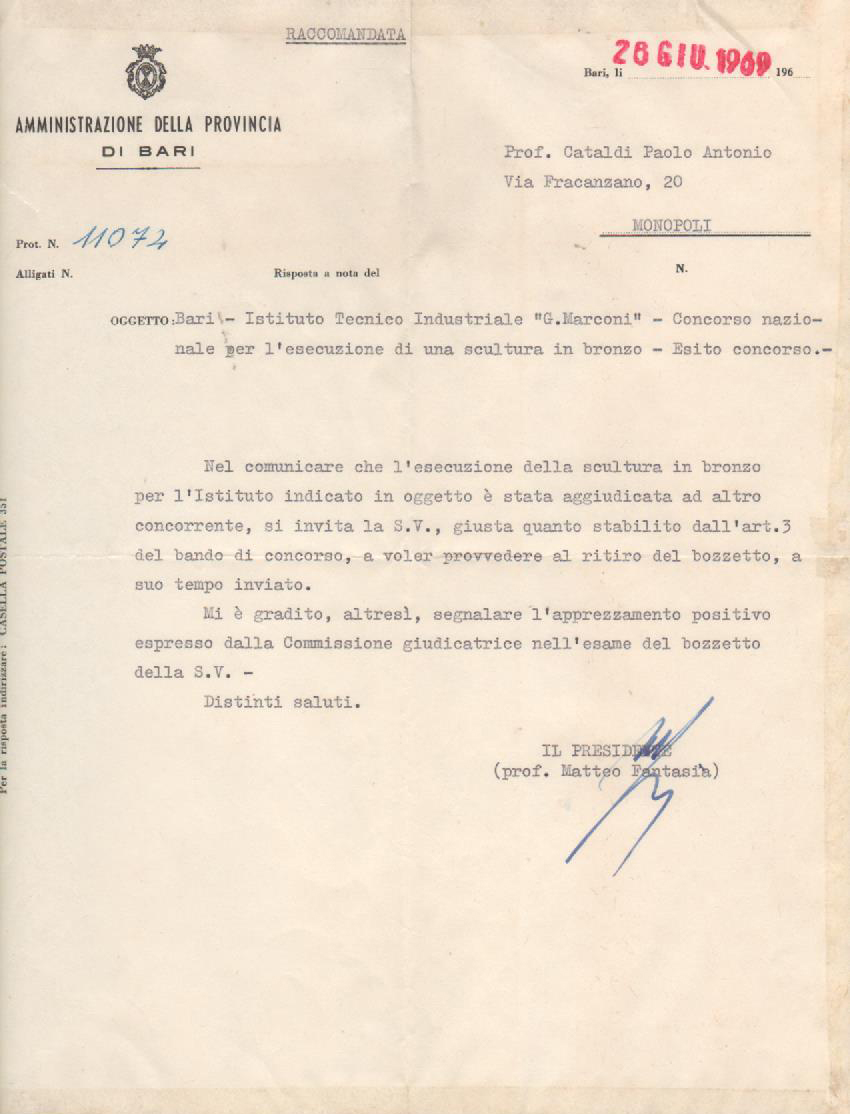 RACCOMANDATA
26 GIU. 1969
Bari, li 196
AMMINISTRAZIONE DELLA PROVINCIA
DI BARI
Prof. Cataldi Paolo Antonio
Via Fracanzano, 20
MONOPOLI
Prot. N. 11072
Alligati N. Risposta a nota del N.
OGGETTO: Bari - Istituto Tecnico Industriale "G.Marconi" - Concorso nazio-
nale per l'esecuzione di una scultura in bronzo - Esito concorso.-
Nel comunicare che l'esecuzione della scultura in bronzo
per l'Istituto indicato in oggetto è stata aggiudicata ad altro
concorrente, si invita la S.V., giusta quanto stabilito dall'art.3
del bando di concorso, a voler provvedere al ritiro del bozzetto, a
suo tempo inviato.
Mi è gradito, altresì, segnalare l'apprezzamento positivo
espresso dalla Commissione giudicatrice nell'esame del bozzetto
della S.V. -
Distinti saluti.
IL PRESIDENTE
(prof. Matteo Fantasia)
Per la risposta indirizzare: CASELLA POSTALE 351